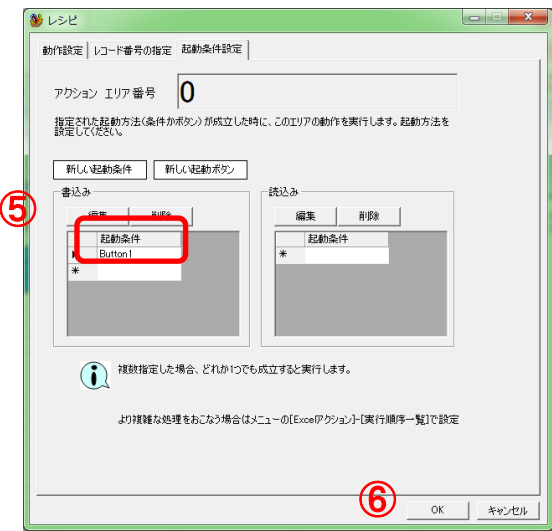 レシピ
動作設定 レコード番号の指定 起動条件設定
アクション エリア番号 0
指定された起動方法(条件かボタン)が成立した時に、このエリアの動作を実行します。起動方法を
設定してください。
新しい起動条件 新しい起動ボタン
⑤
書込み
編集 削除
起動条件
Button1
*
読込み
編集 削除
起動条件
*
複数指定した場合、どれか1つでも成立すると実行します。
より複雑な処理をおこなう場合はメニューの[Excelアクション]-[実行順序一覧]で設定
⑥
OK キャンセル